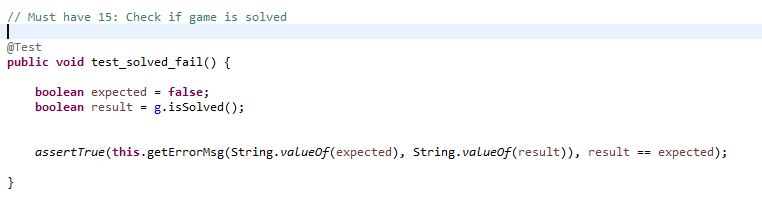 // Must have 15: Check if game is solved
@Test
public void test_solved_fail() {
boolean expected = false;
boolean result = g.isSolved();
assertTrue(this.getErrorMsg(String.valueOf(expected), String.valueOf(result)), result == expected);
}